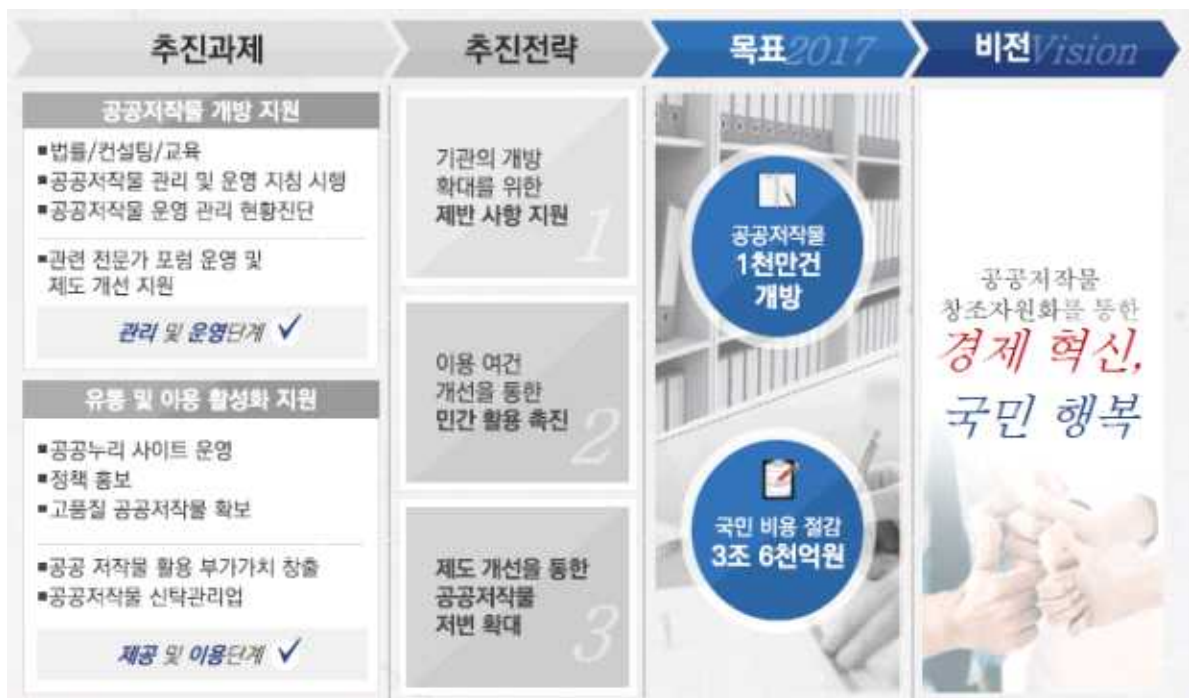 추진과제
추진전략
목표2017
비전Vision
공공저작물 개방 지원
■법률/컨설팅/교육
■공공저작물 관리 및 운영 지침 시행
■공공저작물 운영 관리 현황진단
■관련 전문가 포럼 운영 및
제도 개선 지원
관리 및 운영단계 ✓
유통 및 이용 활성화 지원
■공공누리 사이트 운영
■정책 홍보
■고품질 공공저작물 확보
■공공 저작물 활용 부가가치 창출
■공공저작물 신탁관리업
제공 및 이용단계 ✓
기관의 개방
확대를 위한
제반 사항 지원
1
이용 여건
개선을 통한
민간 활용 촉진
2
제도 개선을 통한
공공저작물
저변 확대
3
공공저작물
1천만건
개방
국민 비용 절감
3조 6천억원
공공저작물
창조자원화를 통한
경제 혁신,
국민 행복